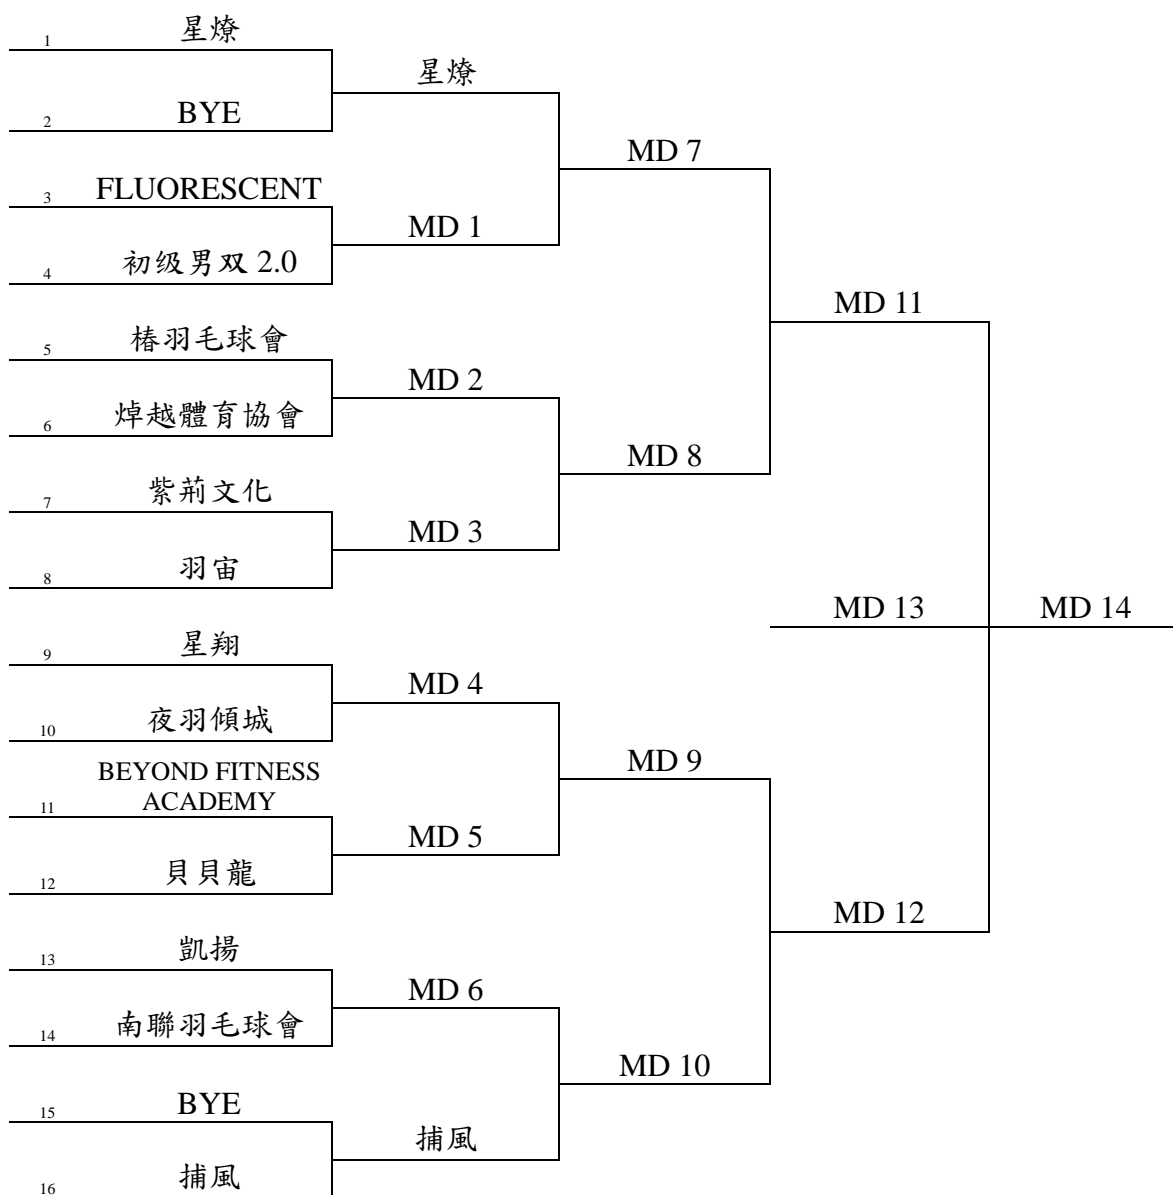 1 星燎
星燎
2 BYE
MD 7
3 FLUORESCENT
MD 1
4 初级男双 2.0
MD 11
5 椿羽毛球會
MD 2
6 焯越體育協會
MD 8
7 紫荊文化
MD 3
8 羽宙
MD 13 MD 14
9 星翔
MD 4
10 夜羽傾城
MD 9
BEYOND FITNESS
11 ACADEMY
MD 5
12 貝貝龍
MD 12
13 凱揚
MD 6
14 南聯羽毛球會
MD 10
15 BYE
捕風
16 捕風